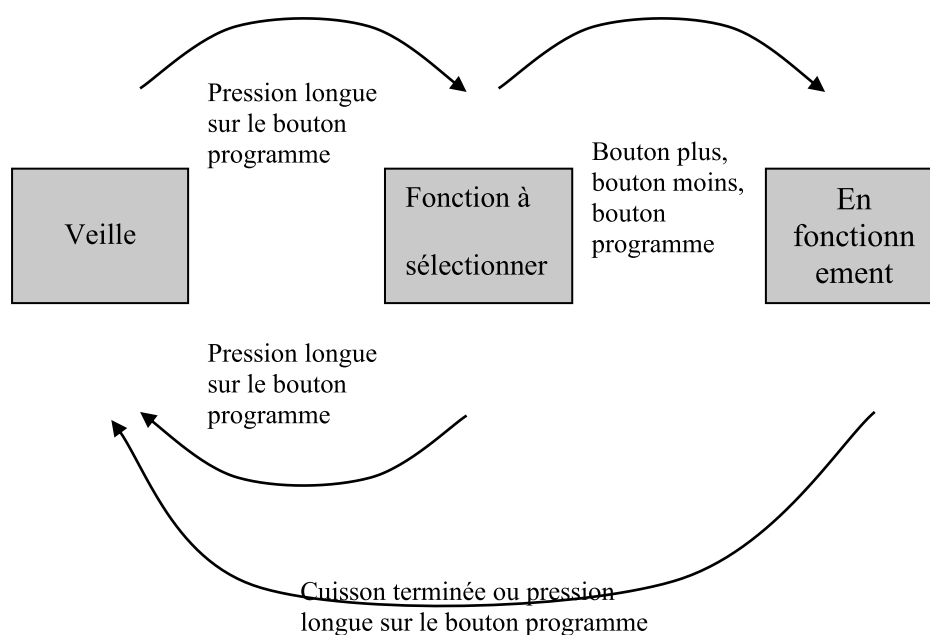 Pression longue
sur le bouton
programme
Bouton plus,
bouton moins,
bouton
programme
Veille
Fonction à
sélectionner
En
fonctionn
ement
Pression longue
sur le bouton
programme
Cuisson terminée ou pression
longue sur le bouton programme